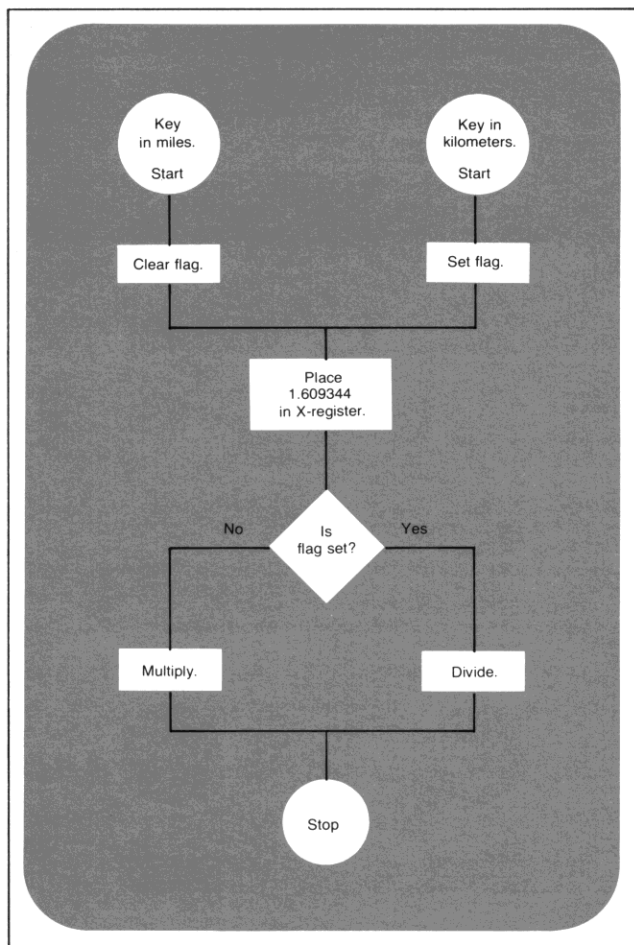 Key
in miles.
Start
Key in
kilometers.
Start
Clear flag.
Set flag.
Place
1.609344
in X-register.
Is
flag set?
No
Yes
Multiply.
Divide.
Stop